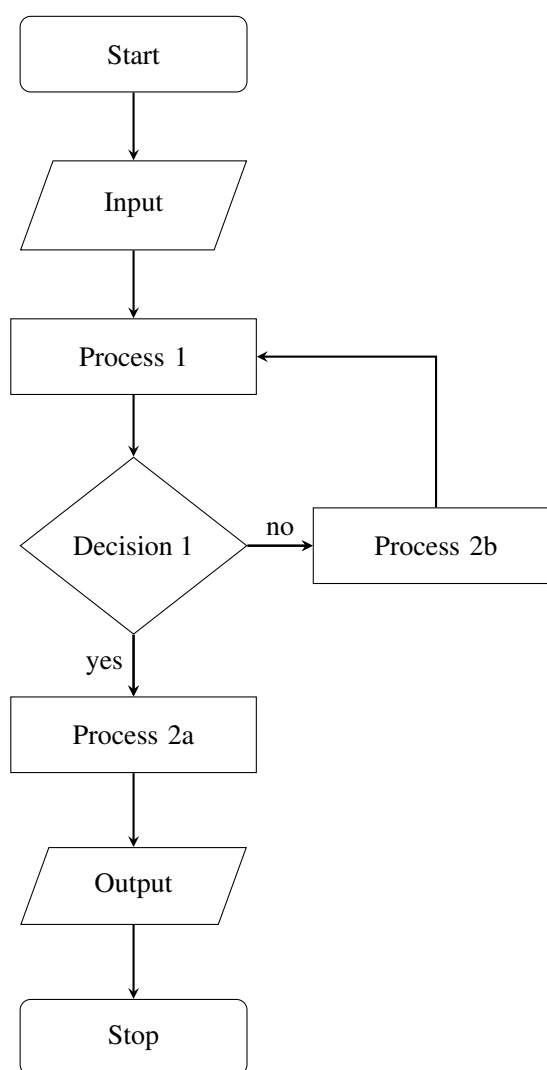 Start
Input
Process 1
Decision 1
no
Process 2b
yes
Process 2a
Output
Stop